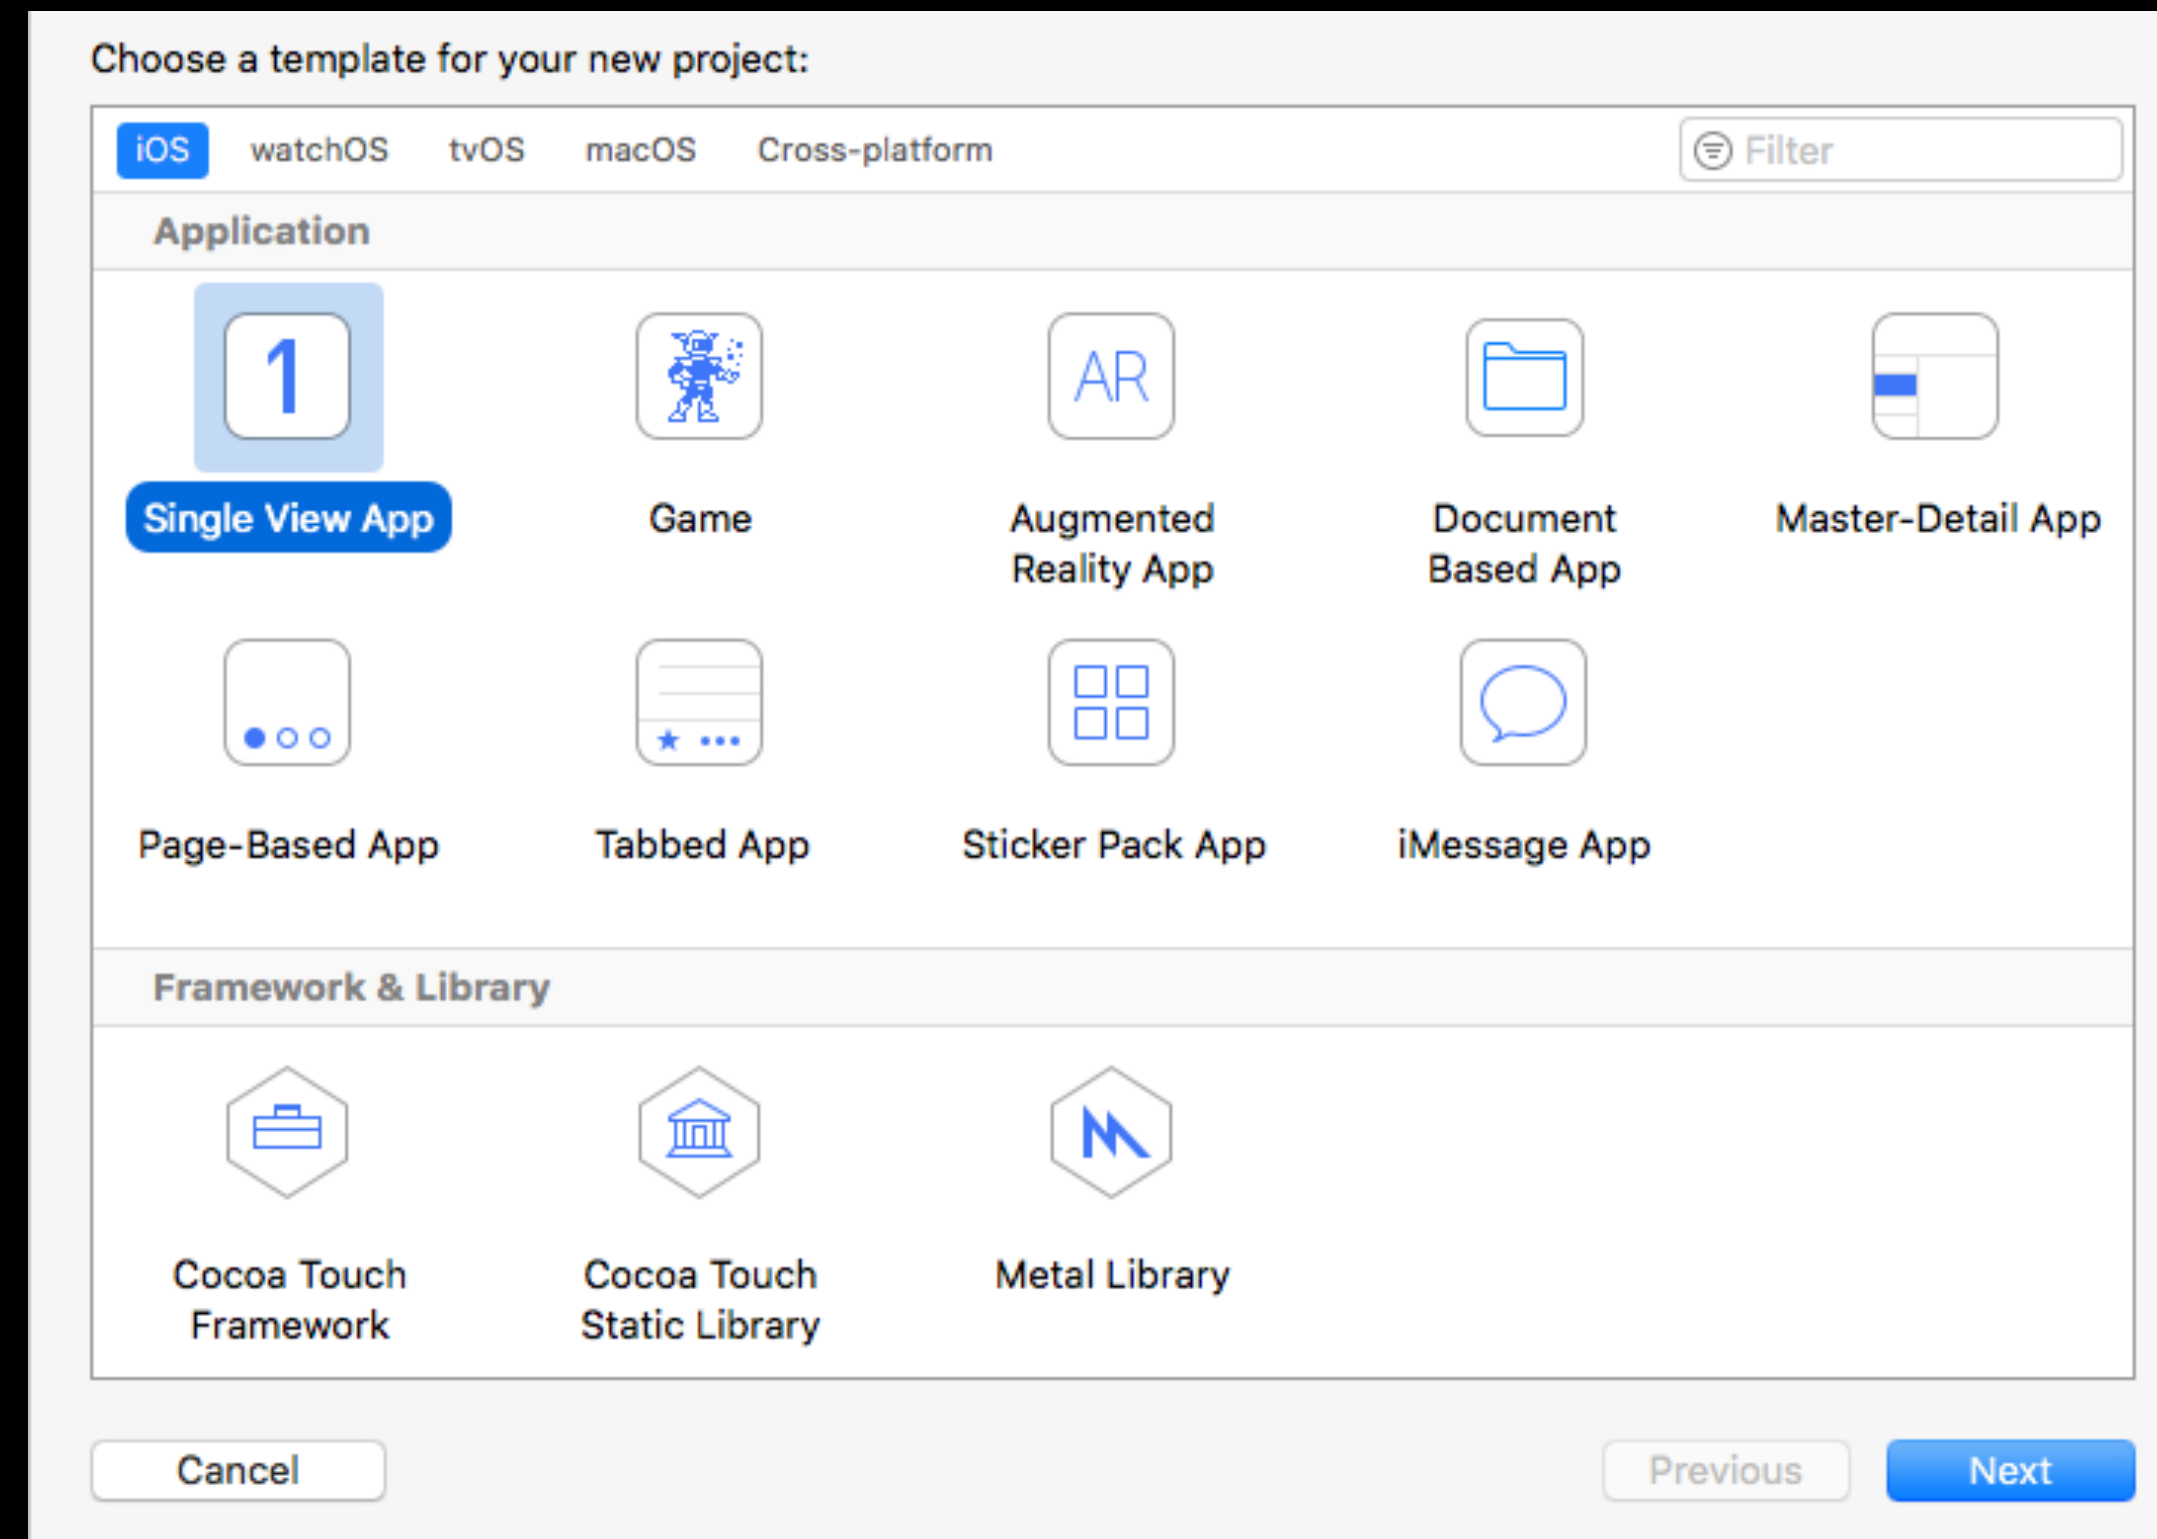 Choose a template for your new project:
iOS watchOS tvOS macOS Cross-platform Filter
Application
1 AR
Single View App Game Augmented Document Master-Detail App
Reality App Based App
Page-Based App Tabbed App Sticker Pack App iMessage App
Framework & Library
Cocoa Touch Cocoa Touch Metal Library
Framework Static Library
Cancel Previous Next